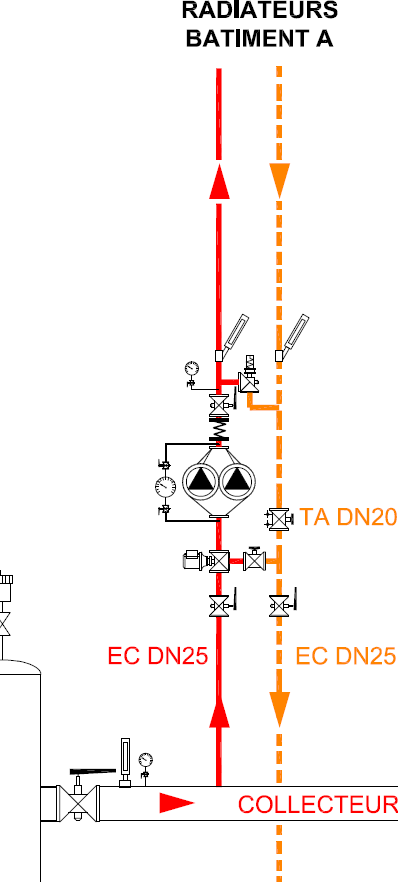 RADIATEURS
BATIMENT A
TA DN20
EC DN25
EC DN25
COLLECTEUR